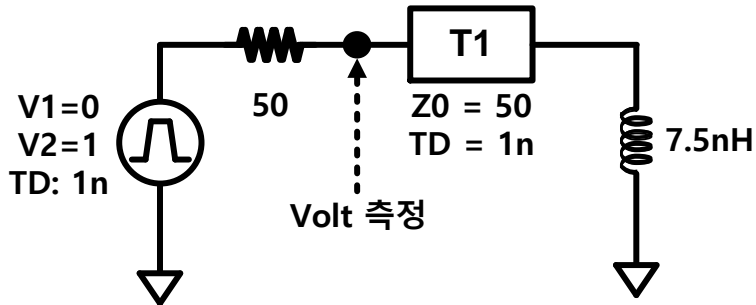 T1
V1=0
V2=1
TD: 1n
50
Z0 = 50
TD = 1n
7.5nH
Volt 측정